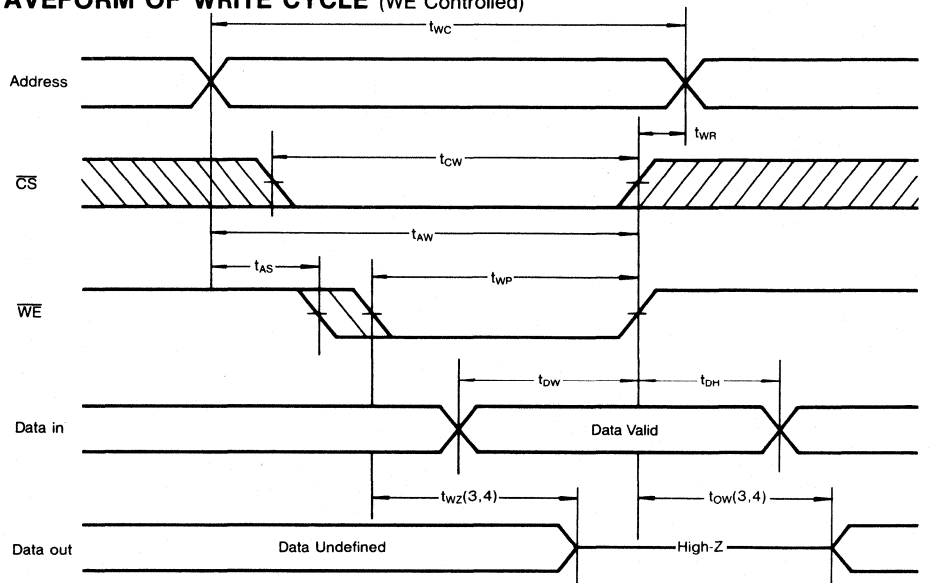 AVEFORM OF WRITE CYCLE (WE Controlled)
tWC
Address
tWR
tCW
CS
tAW
tAS
tWP
WE
tDW
tDH
Data in
Data Valid
tWZ(3,4)
tOW(3,4)
Data out
Data Undefined
High-Z